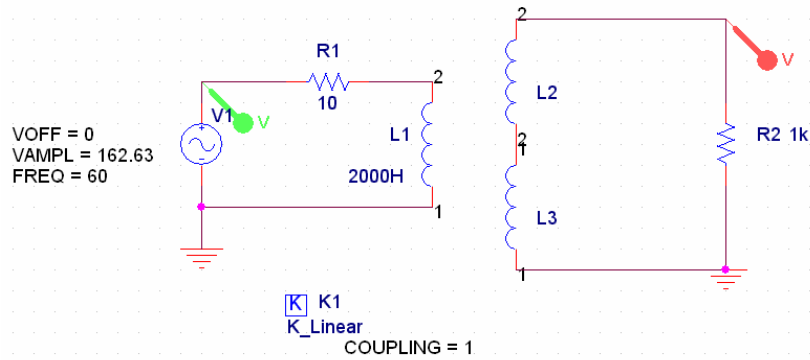 2
R1
2
10
V
V1
L1
2000H
1
VOFF = 0
VAMPL = 162.63
FREQ = 60
2
V
L2
2
1
R2 1k
L3
1
K K1
K_Linear
COUPLING = 1